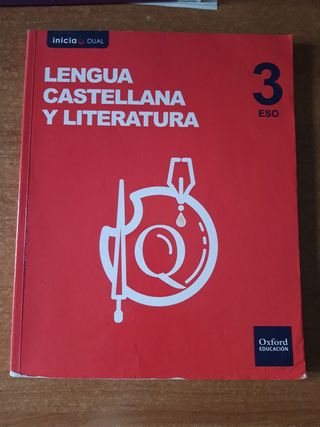 inicia DUAL
LENGUA
CASTELLANA
Y LITERATURA
3
ESO
Q
Oxford
EDUCACIÓN